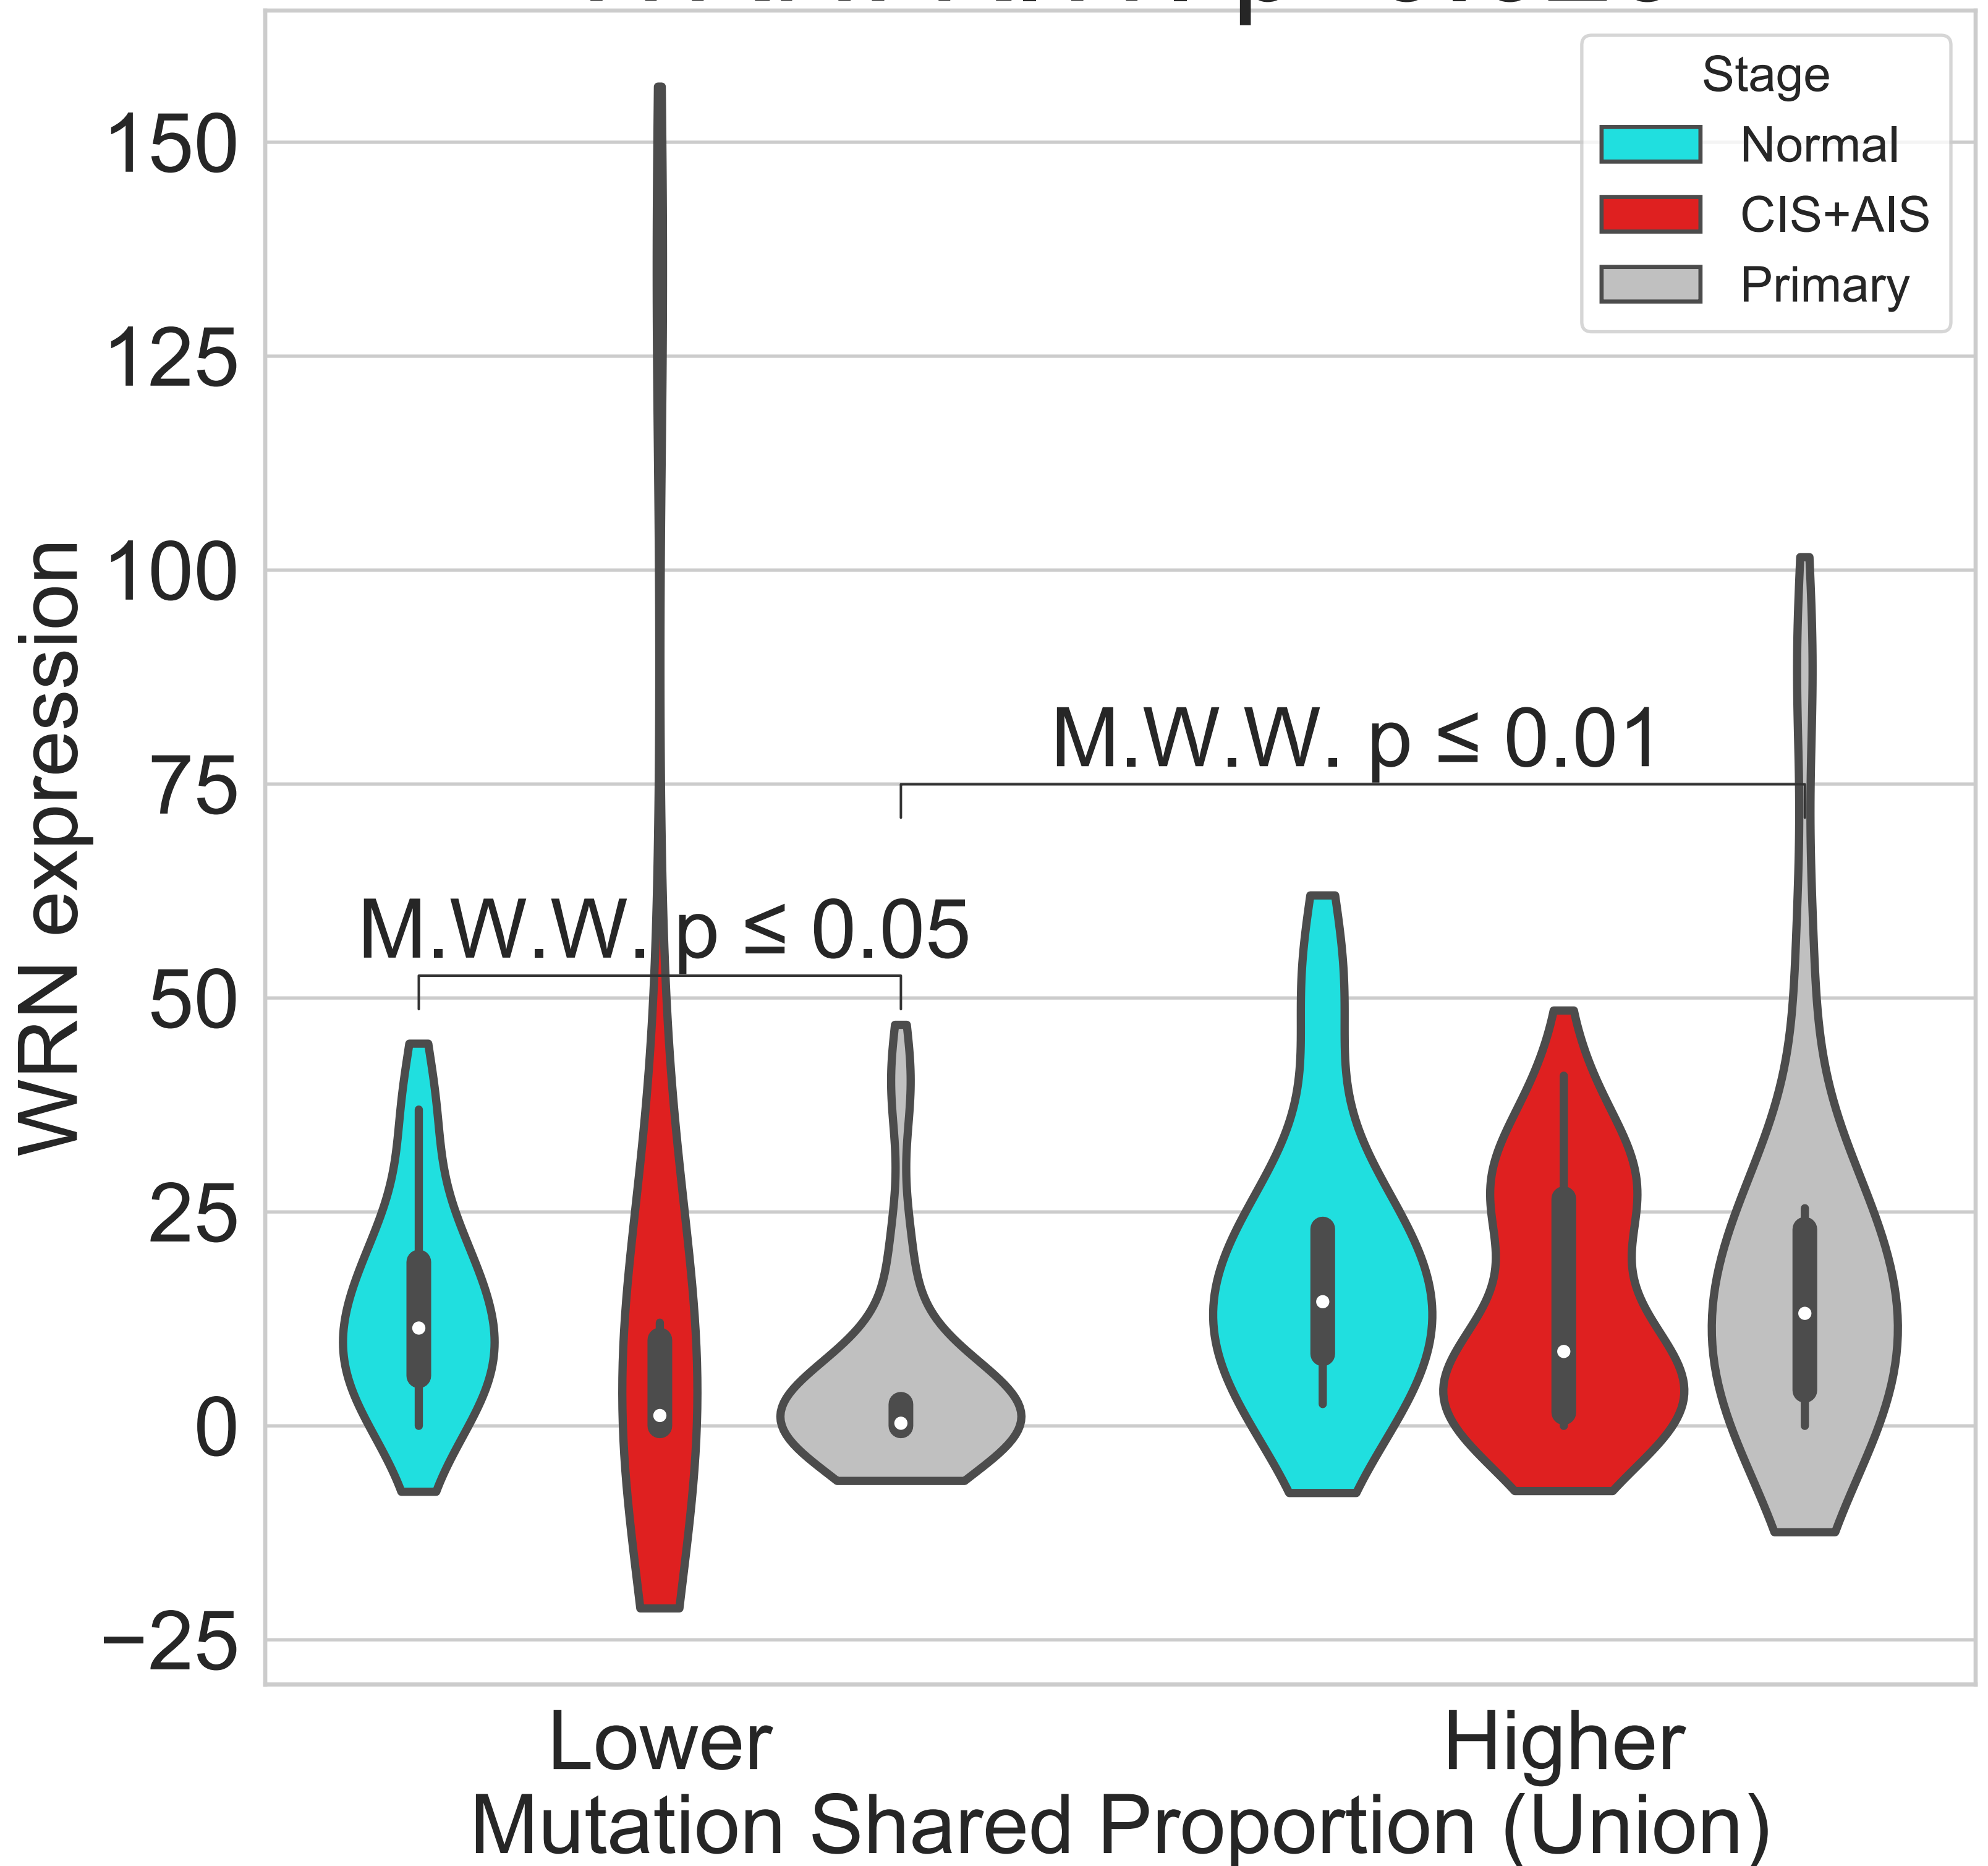 Stage
Normal
CIS+AIS
Primary
150
125
100
75
50
25
0
−25
WRN expression
M.W.W. p ≤ 0.01
M.W.W. p ≤ 0.05
Lower
Higher
Mutation Shared Proportion (Union)